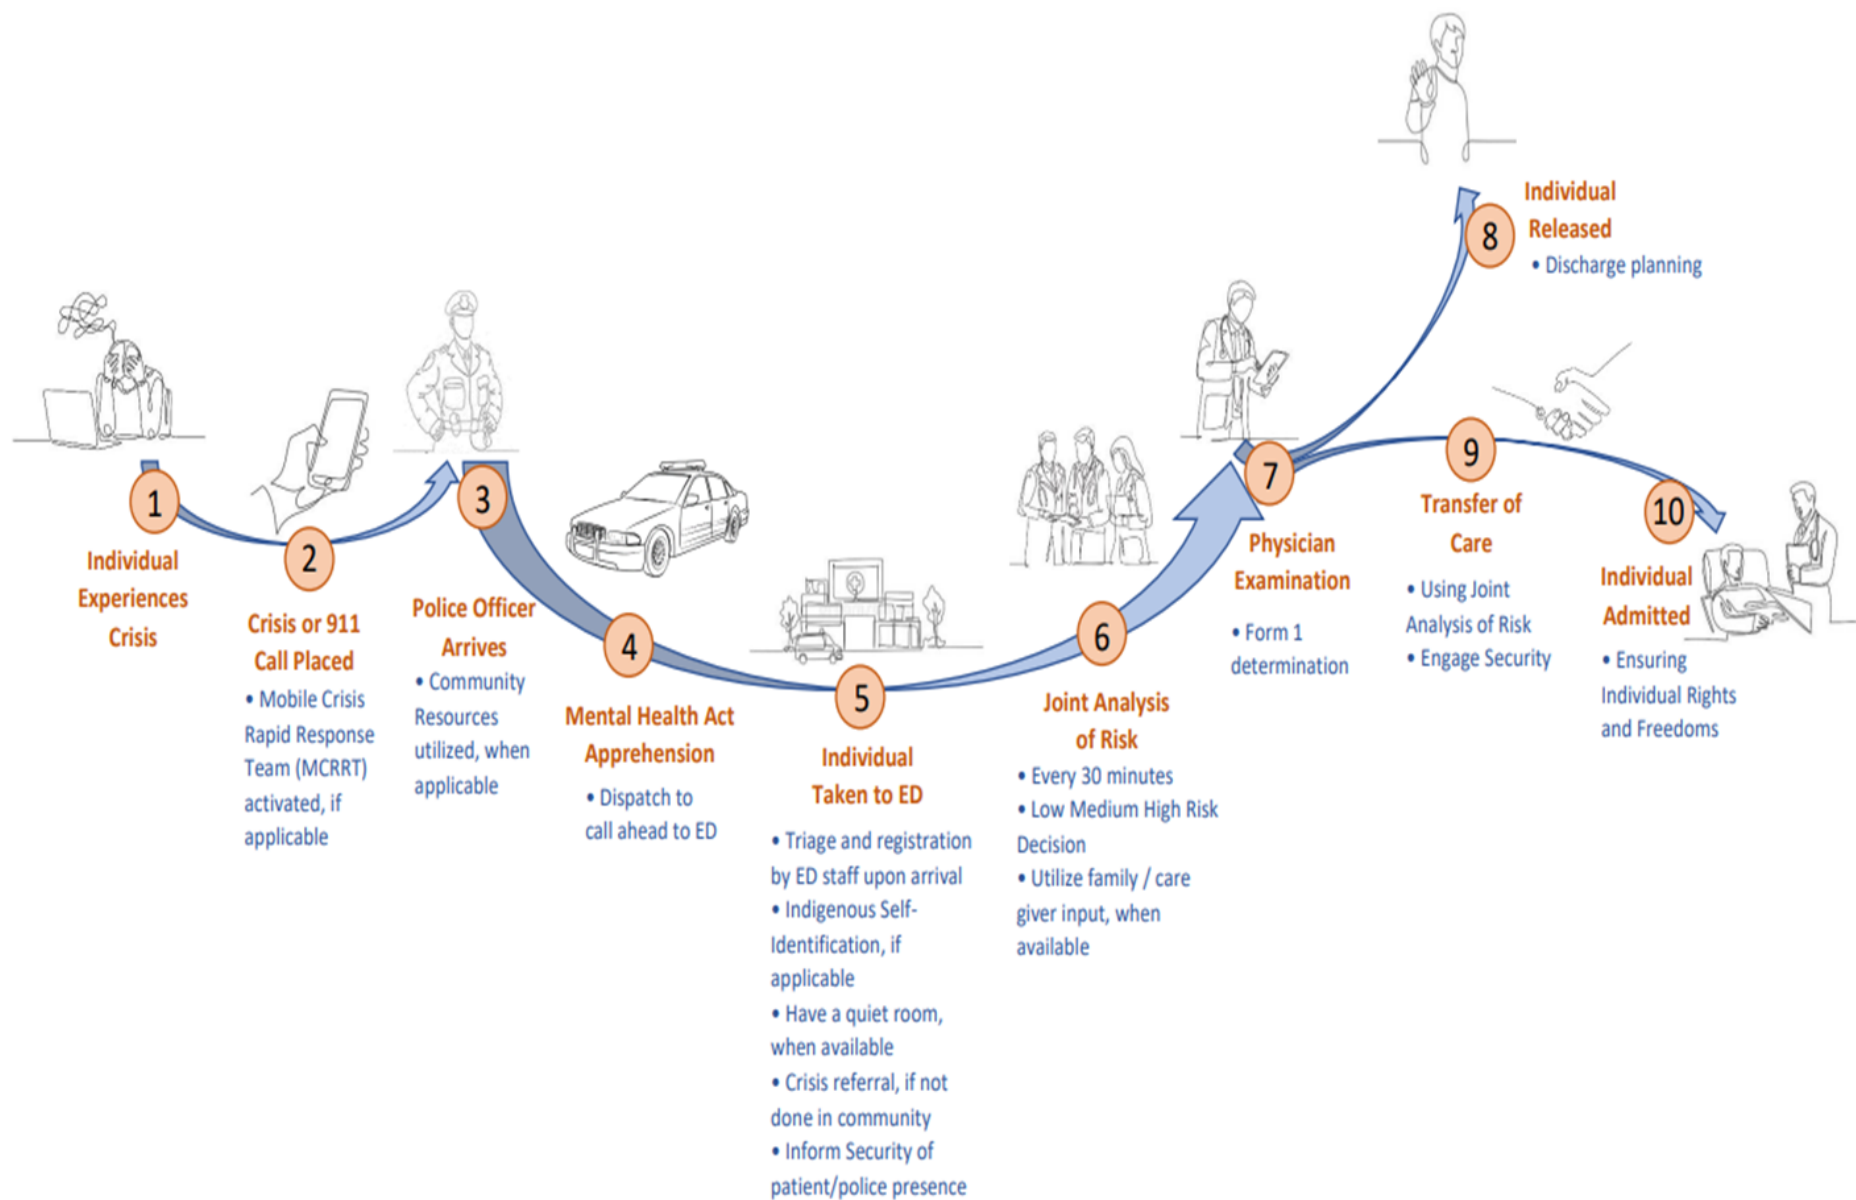 1
Individual
Experiences
Crisis
2
Crisis or 911
Call Placed
• Mobile Crisis
Rapid Response
Team (MCRRT)
activated, if
applicable
3
Police Officer
Arrives
• Community
Resources
utilized, when
applicable
4
Mental Health Act
Apprehension
• Dispatch to
call ahead to ED
5
Individual
Taken to ED
• Triage and registration
by ED staff upon arrival
• Indigenous Self-
Identification, if
applicable
• Have a quiet room,
when available
• Crisis referral, if not
done in community
• Inform Security of
patient/police presence
6
Joint Analysis
of Risk
• Every 30 minutes
• Low Medium High Risk
Decision
• Utilize family / care
giver input, when
available
7
Physician
Examination
• Form 1
determination
8
Individual
Released
• Discharge planning
9
Transfer of
Care
• Using Joint
Analysis of Risk
• Engage Security
10
Individual
Admitted
• Ensuring
Individual Rights
and Freedoms